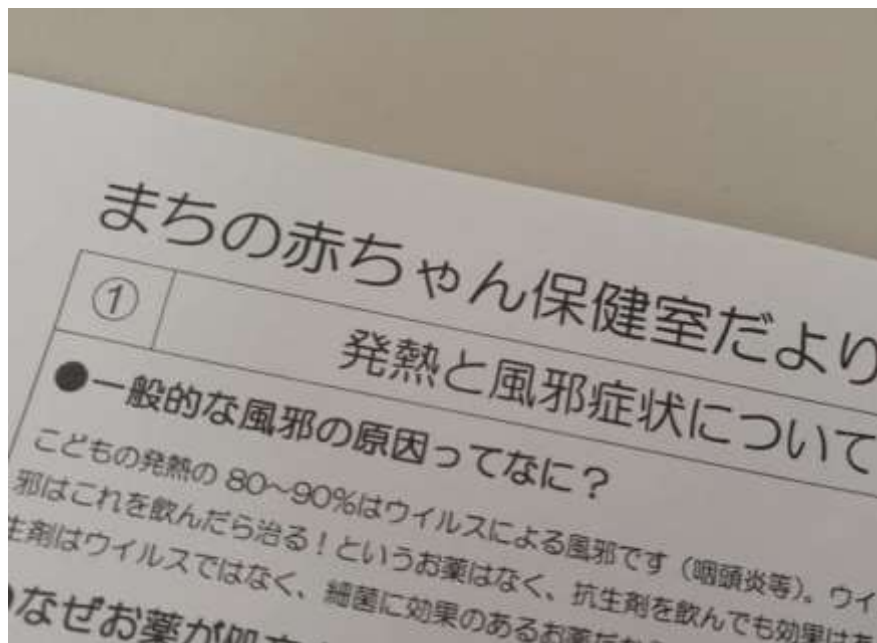 まちの赤ちゃん保健室だより
① 発熱と風邪症状について
●一般的な風邪の原因ってなに？
こどもの発熱の 80～90%はウイルスによる風邪です（咽頭炎等）。ウイ
邪はこれを飲んだら治る！というお薬はなく、抗生剤を飲んでも効果は
生剤はウイルスではなく、細菌に効果のあるお薬だ
なぜお薬が